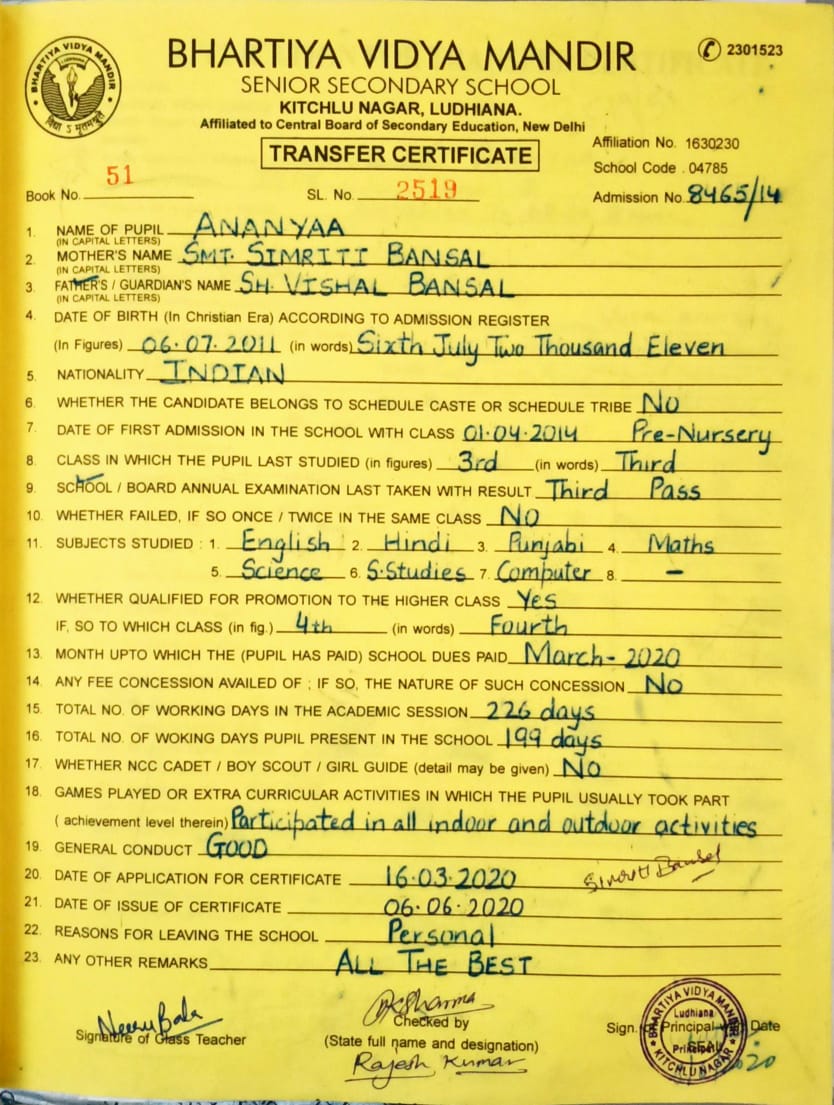 BHARTIYA VIDYA MANDIR
LUDHIANA
विद्या ऽ मृतमश्नुते
BHARTIYA VIDYA MANDIR
2301523
SENIOR SECONDARY SCHOOL
KITCHLU NAGAR, LUDHIANA.
Affiliated to Central Board of Secondary Education, New Delhi
TRANSFER CERTIFICATE
Affiliation No. 1630230
School Code . 04785
Book No. 51 SL. No. 2519 Admission No. 8465/14
1. NAME OF PUPIL ANANYAA
(IN CAPITAL LETTERS)
2. MOTHER'S NAME SMT. SIMRITI BANSAL
(IN CAPITAL LETTERS)
3. FATHER'S / GUARDIAN'S NAME SH. VISHAL BANSAL
(IN CAPITAL LETTERS)
4. DATE OF BIRTH (In Christian Era) ACCORDING TO ADMISSION REGISTER
(In Figures) 06.07.2011 (in words) Sixth July Two Thousand Eleven
5. NATIONALITY INDIAN
6. WHETHER THE CANDIDATE BELONGS TO SCHEDULE CASTE OR SCHEDULE TRIBE NO
7. DATE OF FIRST ADMISSION IN THE SCHOOL WITH CLASS 01.04.2014 Pre-Nursery
8. CLASS IN WHICH THE PUPIL LAST STUDIED (in figures) 3rd (in words) Third
9. SCHOOL / BOARD ANNUAL EXAMINATION LAST TAKEN WITH RESULT Third Pass
10. WHETHER FAILED, IF SO ONCE / TWICE IN THE SAME CLASS NO
11. SUBJECTS STUDIED : 1. English 2. Hindi 3. Punjabi 4. Maths
5. Science 6. S.Studies 7. Computer 8. –
12. WHETHER QUALIFIED FOR PROMOTION TO THE HIGHER CLASS Yes
IF, SO TO WHICH CLASS (in fig.) 4th (in words) Fourth
13. MONTH UPTO WHICH THE (PUPIL HAS PAID) SCHOOL DUES PAID March-2020
14. ANY FEE CONCESSION AVAILED OF ; IF SO, THE NATURE OF SUCH CONCESSION NO
15. TOTAL NO. OF WORKING DAYS IN THE ACADEMIC SESSION 226 days
16. TOTAL NO. OF WOKING DAYS PUPIL PRESENT IN THE SCHOOL 199 days
17. WHETHER NCC CADET / BOY SCOUT / GIRL GUIDE (detail may be given) NO
18. GAMES PLAYED OR EXTRA CURRICULAR ACTIVITIES IN WHICH THE PUPIL USUALLY TOOK PART
( achievement level therein) Participated in all indoor and outdoor activities
19. GENERAL CONDUCT GOOD
20. DATE OF APPLICATION FOR CERTIFICATE 16.03.2020 Simriti Bansal
21. DATE OF ISSUE OF CERTIFICATE 06.06.2020
22. REASONS FOR LEAVING THE SCHOOL Personal
23. ANY OTHER REMARKS ALL THE BEST
Neeru Bala
Signature of Class Teacher
RKSharma
Checked by
(State full name and designation)
Rajesh Kumar
Sign. of Principal with Date
SEAL
BHARTIYA VIDYA MANDIR
Ludhiana
Principal
KITCHLU NAGAR